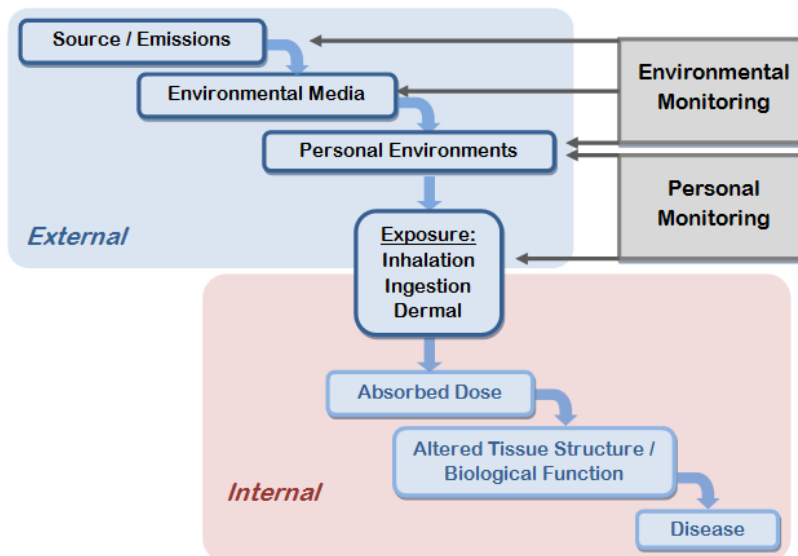 Source / Emissions
Environmental Media
Personal Environments
External
Exposure:
Inhalation
Ingestion
Dermal
Environmental
Monitoring
Personal
Monitoring
Absorbed Dose
Altered Tissue Structure /
Biological Function
Internal
Disease